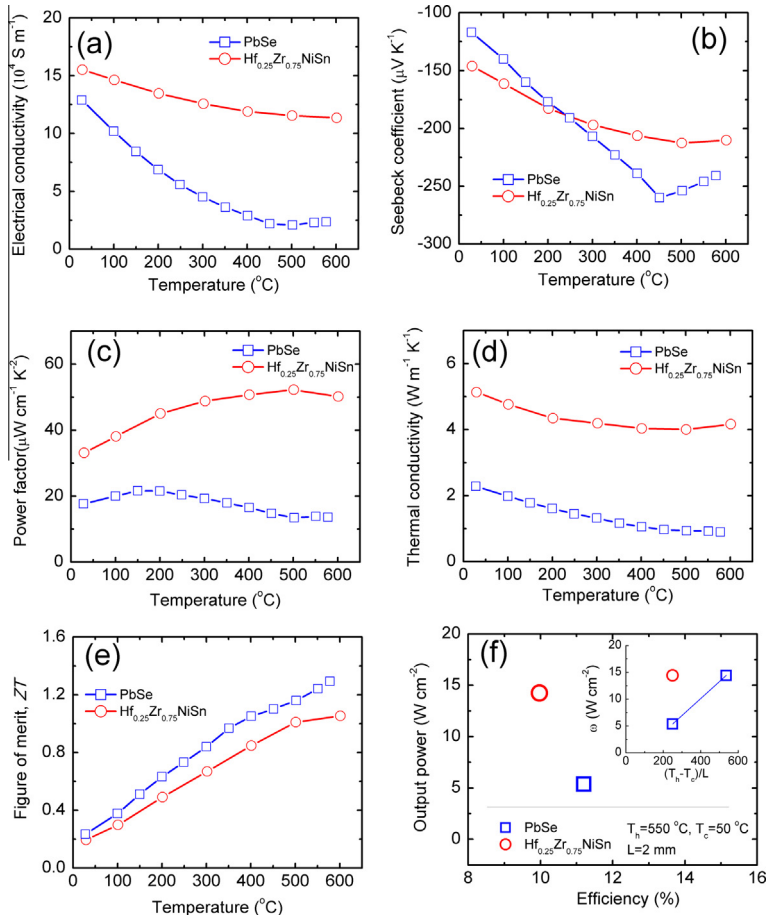 (a)
PbSe
Hf0.25Zr0.75NiSn
Electrical conductivity (10^4 S m^-1)
20
15
10
5
0
0 100 200 300 400 500 600 700
Temperature (°C)
(b)
PbSe
Hf0.25Zr0.75NiSn
Seebeck coefficient (μV K^-1)
-100
-150
-200
-250
-300
0 100 200 300 400 500 600 700
Temperature (°C)
(c)
PbSe
Hf0.25Zr0.75NiSn
Power factor(μW cm^-1 K^-2)
60
40
20
0
0 100 200 300 400 500 600 700
Temperature (°C)
(d)
PbSe
Hf0.25Zr0.75NiSn
Thermal conductivity (W m^-1 K^-1)
6
4
2
0
0 100 200 300 400 500 600 700
Temperature (°C)
(e)
PbSe
Hf0.25Zr0.75NiSn
Figure of merit, ZT
1.6
1.2
0.8
0.4
0.0
0 100 200 300 400 500 600 700
Temperature (°C)
(f)
Output power (W cm^-2)
20
15
10
5
0
ω (W cm^-2)
20
15
10
5
0
0 200 400 600
(Th-Tc)/L
PbSe
Hf0.25Zr0.75NiSn
Th=550 °C, Tc=50 °C
L=2 mm
8 10 12 14 16
Efficiency (%)